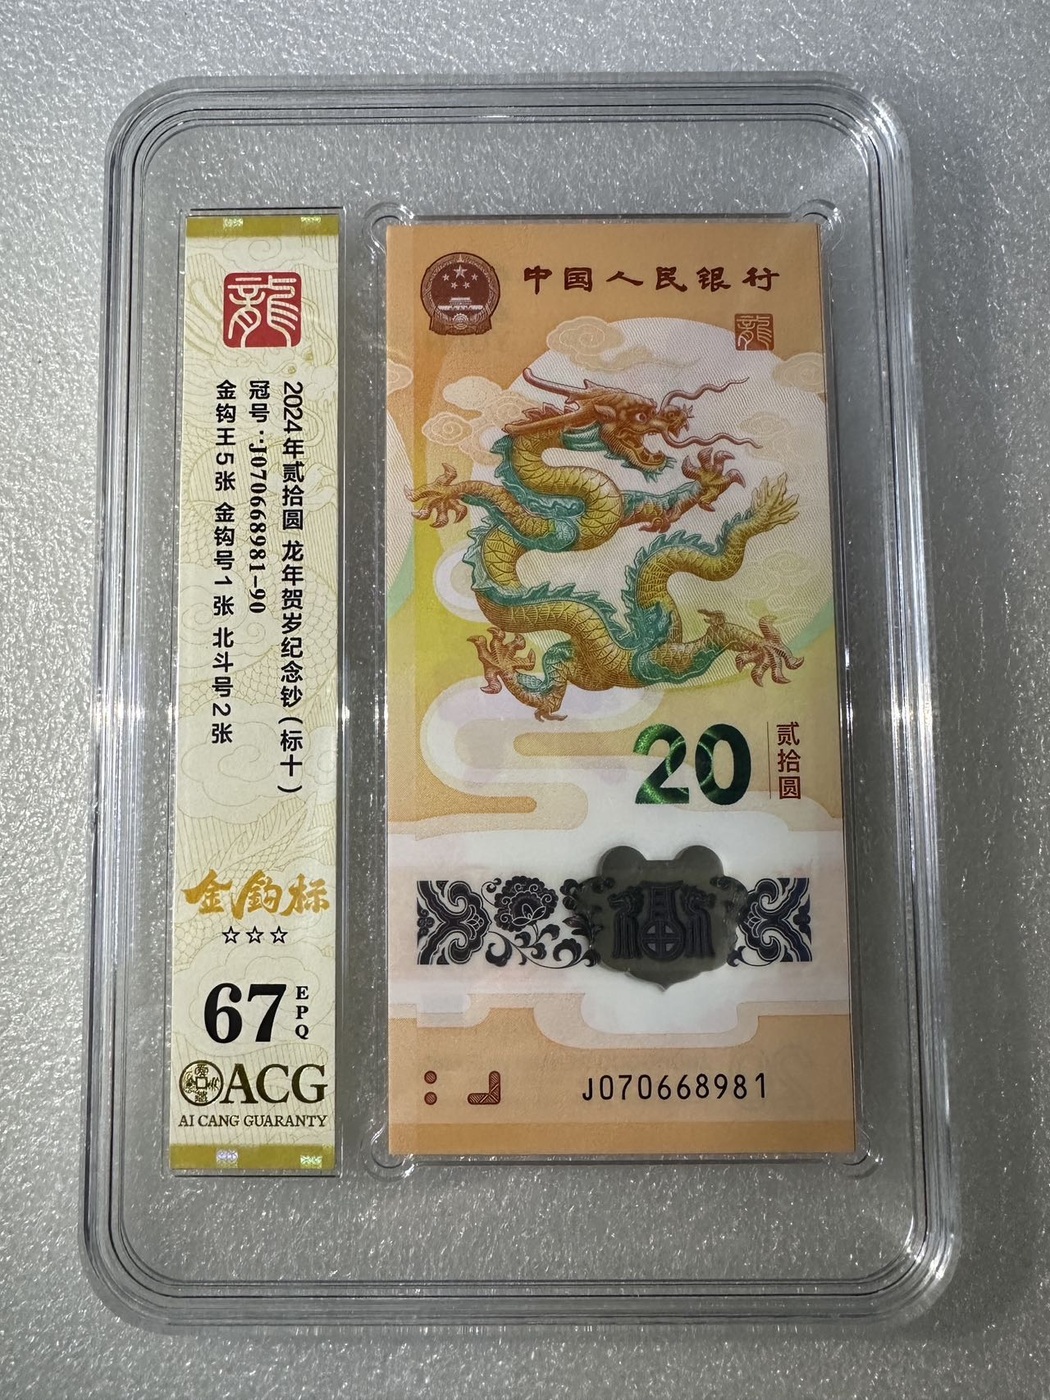 龍
2024年贰拾圆 龙年贺岁纪念钞（标十）
冠号：J070668981-90
金钩王5张 金钩号1张 北斗号2张
金鈎标
☆☆☆
67
EPQ
ACG
AI CANG GUARANTY
中国人民银行
龍
20
贰拾圆
J070668981